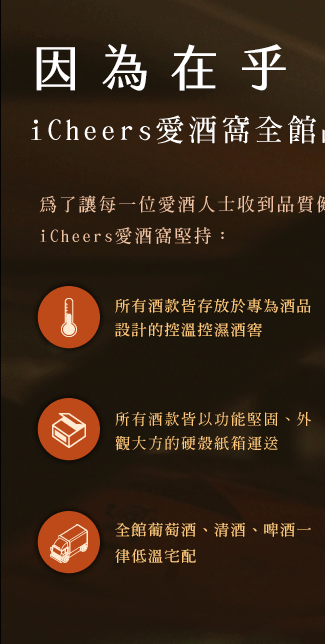 因為在乎
iCheers愛酒窩全館
為了讓每一位愛酒人士收到品質
iCheers愛酒窩堅持：
所有酒款皆存放於專為酒品
設計的控溫控濕酒窖
所有酒款皆以功能堅固、外
觀大方的硬殼紙箱運送
全館葡萄酒、清酒、啤酒一
律低溫宅配